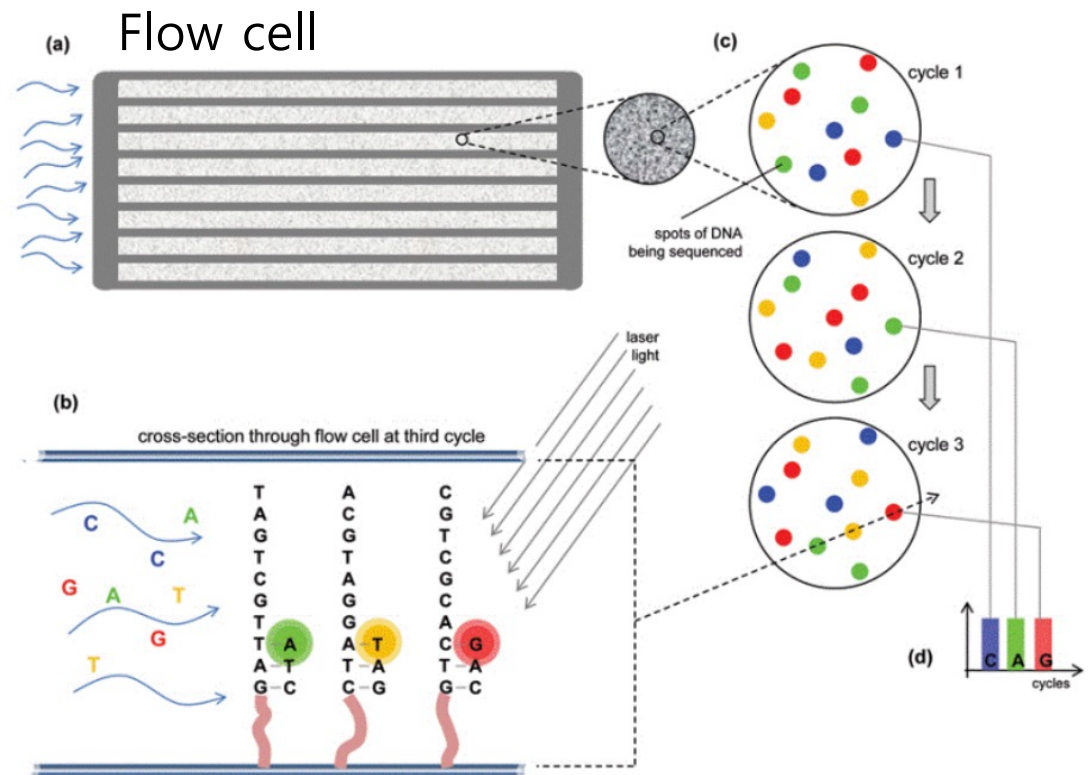 (a)
Flow cell
(c)
cycle 1
spots of DNA
being sequenced
cycle 2
cycle 3
laser
light
(b)
cross-section through flow cell at third cycle
C A
C
G A T
G
T
T A C
A C G
G G T
T T C
C A G
G G C
T G A
T A A T C G
A T T A T A
G C C G G C
(d)
C A G
cycles